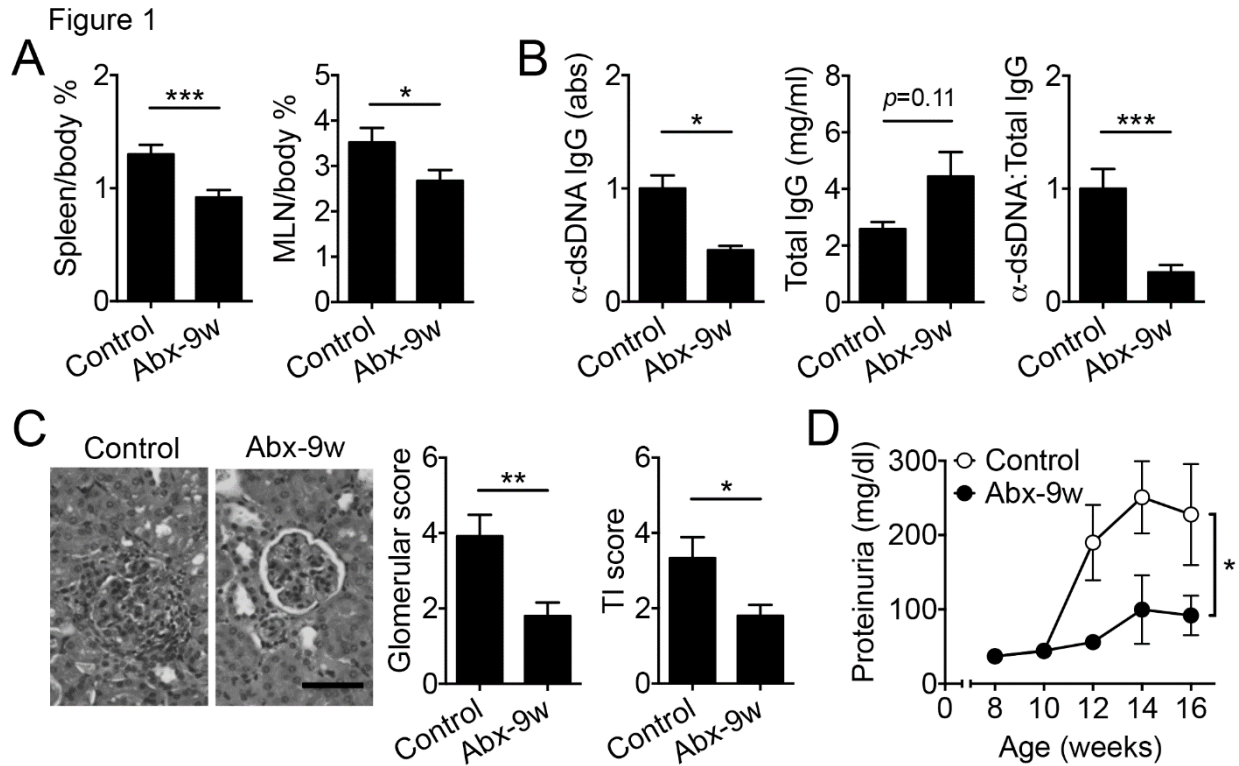 Figure 1
A
Spleen/body %
2
1
0
***
Control
Abx-9w
MLN/body %
5
4
3
2
1
0
*
Control
Abx-9w
B
α-dsDNA IgG (abs)
2
1
0
*
Control
Abx-9w
Total IgG (mg/ml)
8
6
4
2
0
p=0.11
Control
Abx-9w
α-dsDNA:Total IgG
2
1
0
***
Control
Abx-9w
C
Control
Abx-9w
Glomerular score
6
4
2
0
**
Control
Abx-9w
TI score
6
4
2
0
*
Control
Abx-9w
D
Proteinuria (mg/dl)
300
200
100
0
Control
Abx-9w
*
0 8 10 12 14 16
Age (weeks)